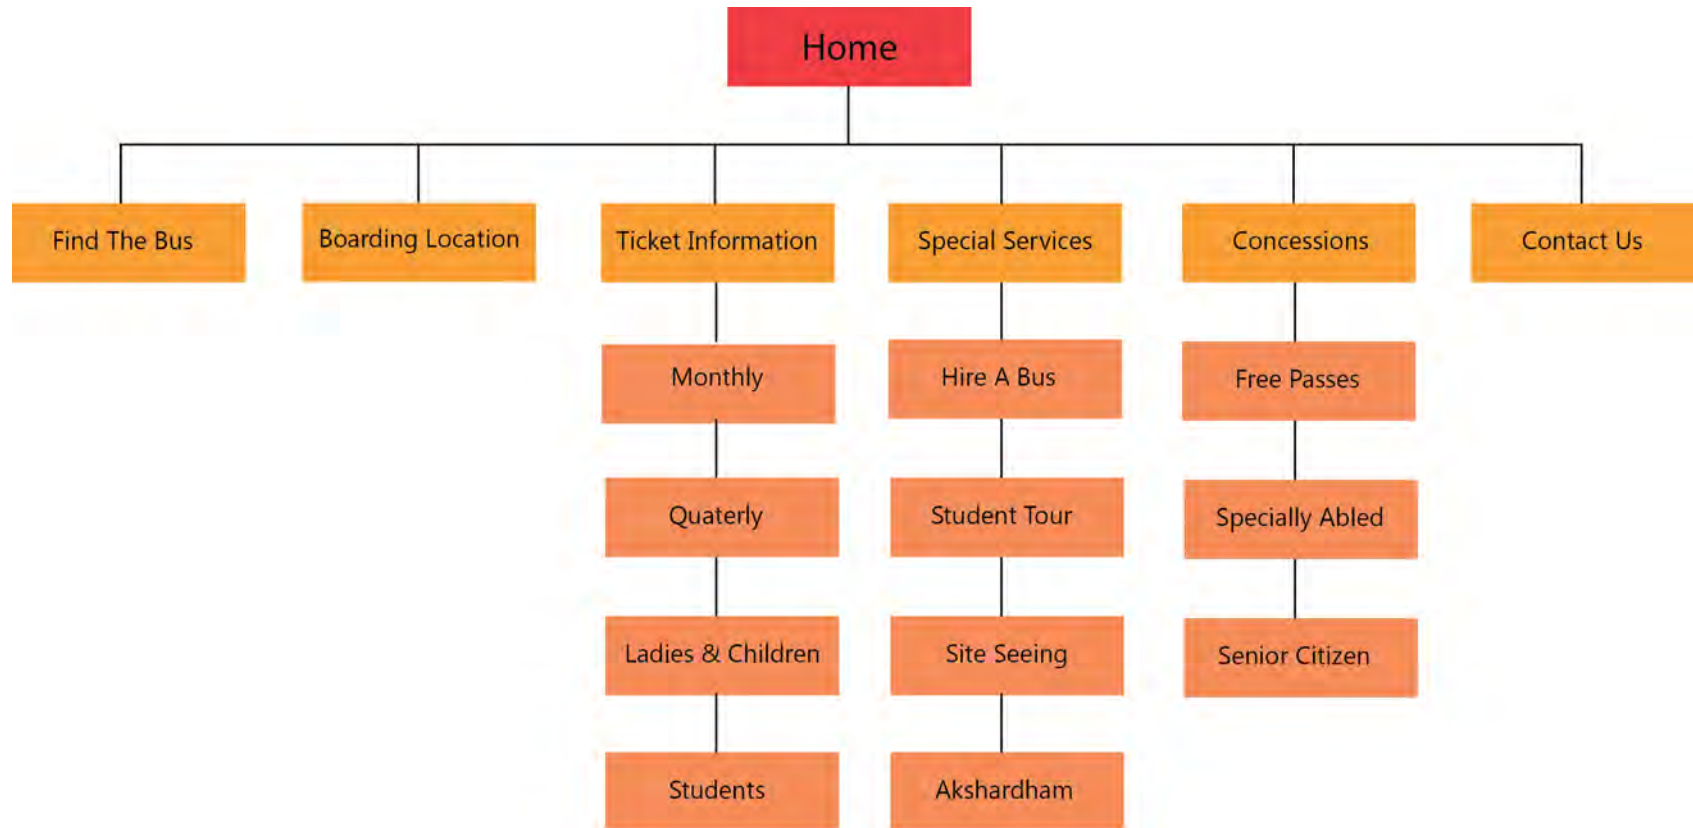 Home
Find The Bus
Boarding Location
Ticket Information
Special Services
Concessions
Contact Us
Monthly
Hire A Bus
Free Passes
Quaterly
Student Tour
Specially Abled
Ladies & Children
Site Seeing
Senior Citizen
Students
Akshardham